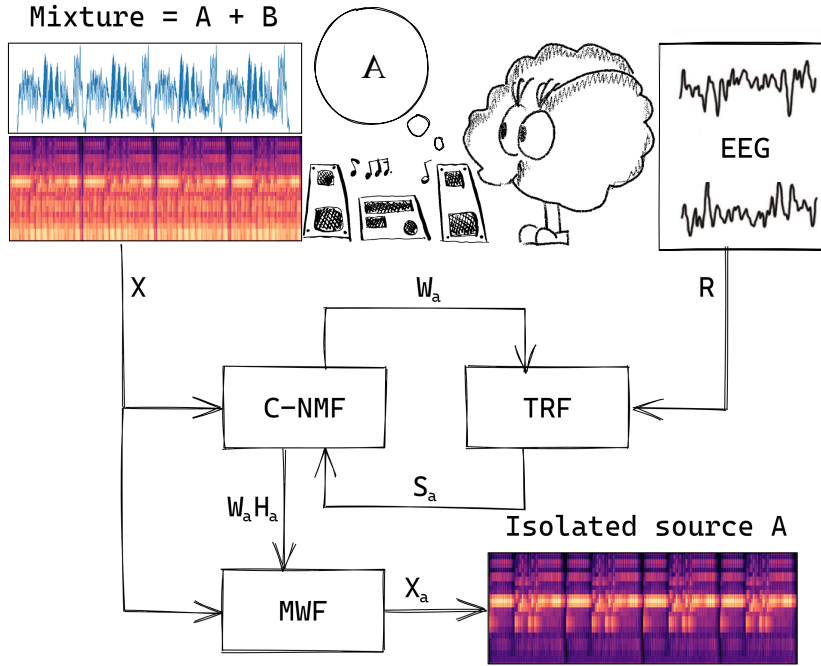 Mixture = A + B
A
EEG
X
Wₐ
R
C-NMF
TRF
Sₐ
WₐHₐ
Isolated source A
MWF
Xₐ